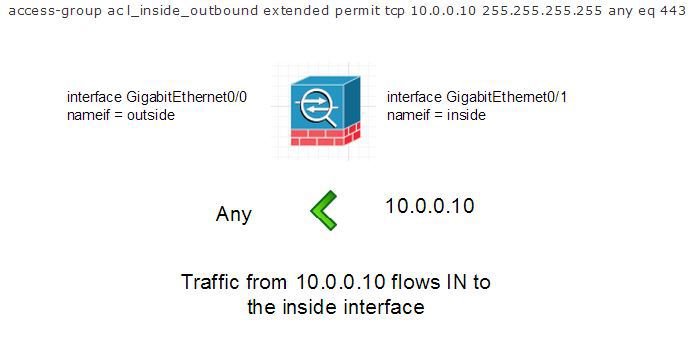 access-group acl_inside_outbound extended permit tcp 10.0.0.10 255.255.255.255 any eq 443
interface GigabitEthernet0/0
nameif = outside
interface GigabitEthernet0/1
nameif = inside
Any
10.0.0.10
Traffic from 10.0.0.10 flows IN to
the inside interface